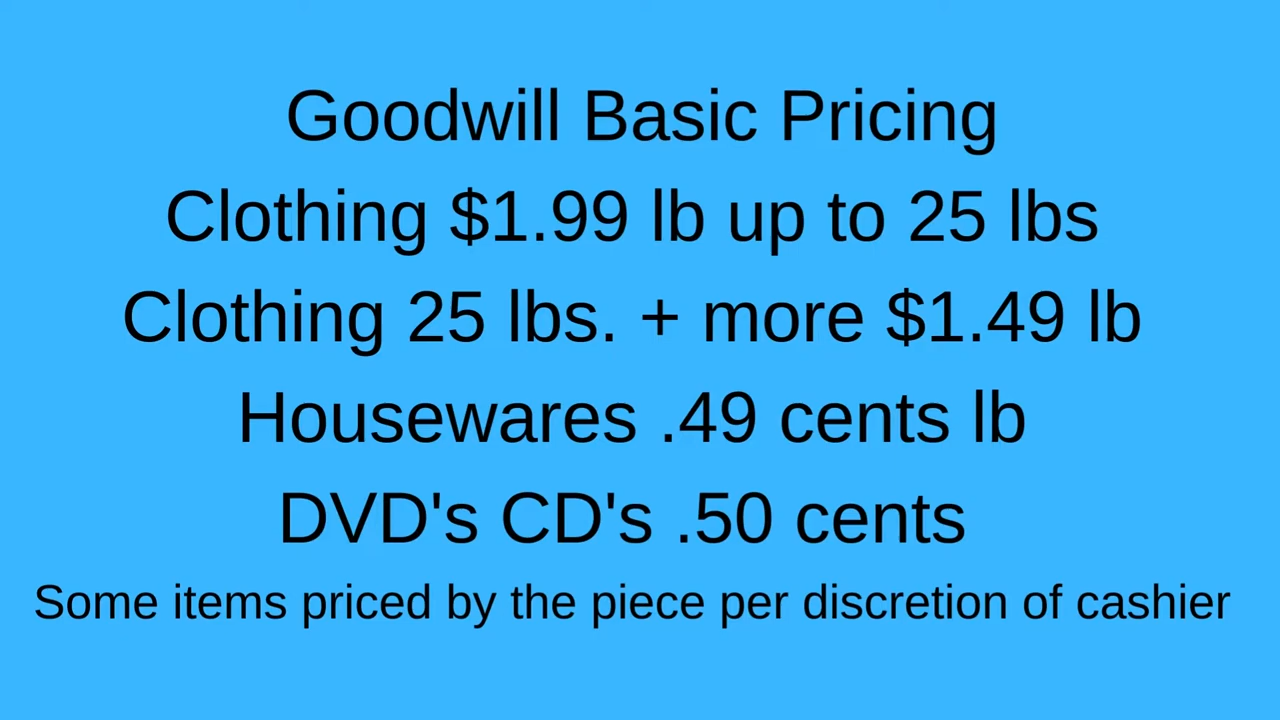 Goodwill Basic Pricing
Clothing $1.99 lb up to 25 lbs
Clothing 25 lbs. + more $1.49 lb
Housewares .49 cents lb
DVD's CD's .50 cents
Some items priced by the piece per discretion of cashier